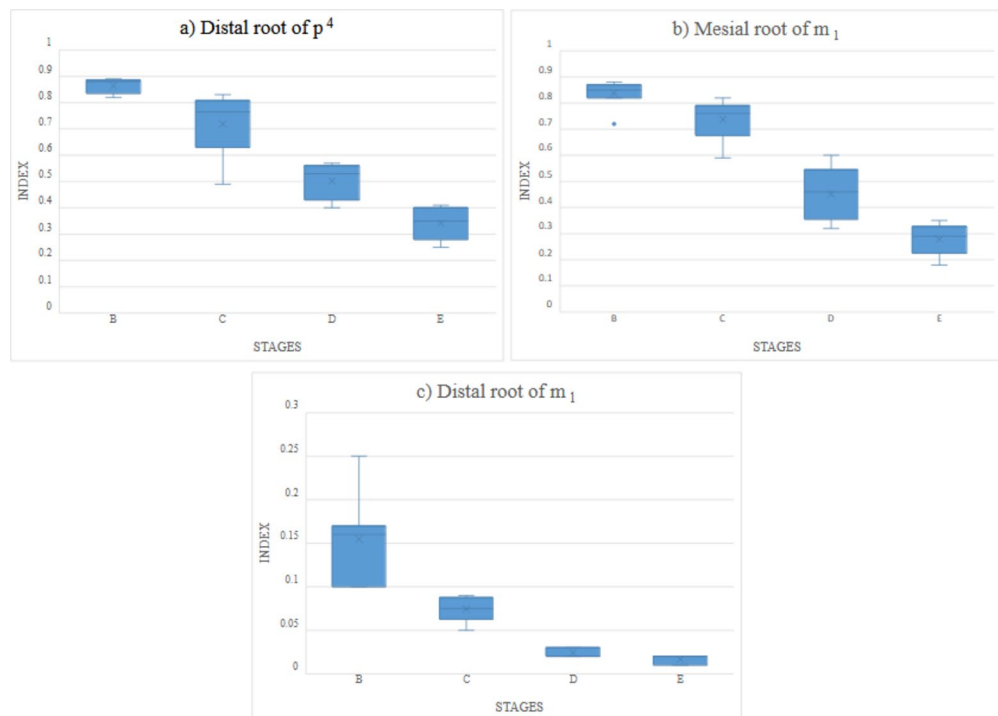 a) Distal root of p 4
1
0.9
0.8
0.7
0.6
0.5
0.4
0.3
0.2
0.1
0
INDEX
B C D E
STAGES
b) Mesial root of m 1
1
0.9
0.8
0.7
0.6
0.5
0.4
0.3
0.2
0.1
0
INDEX
B C D E
STAGES
c) Distal root of m 1
0.3
0.25
0.2
0.15
0.1
0.05
0
INDEX
B C D E
STAGES